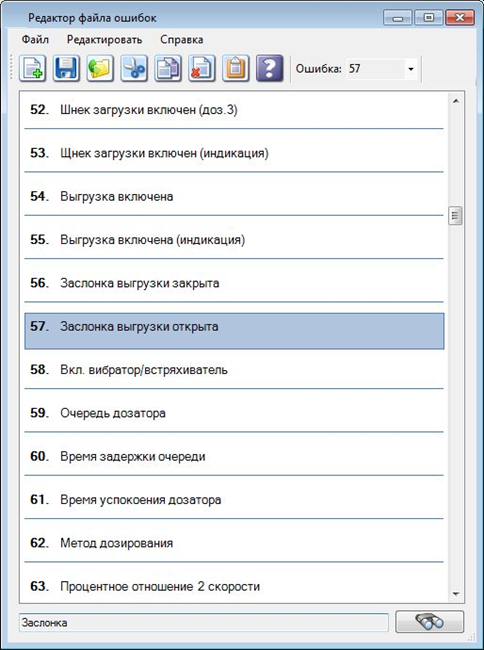 Редактор файла ошибок
Файл Редактировать Справка
Ошибка: 57
52. Шнек загрузки включен (доз.3)
53. Щнек загрузки включен (индикация)
54. Выгрузка включена
55. Выгрузка включена (индикация)
56. Заслонка выгрузки закрыта
57. Заслонка выгрузки открыта
58. Вкл. вибратор/встряхиватель
59. Очередь дозатора
60. Время задержки очереди
61. Время успокоения дозатора
62. Метод дозирования
63. Процентное отношение 2 скорости
Заслонка